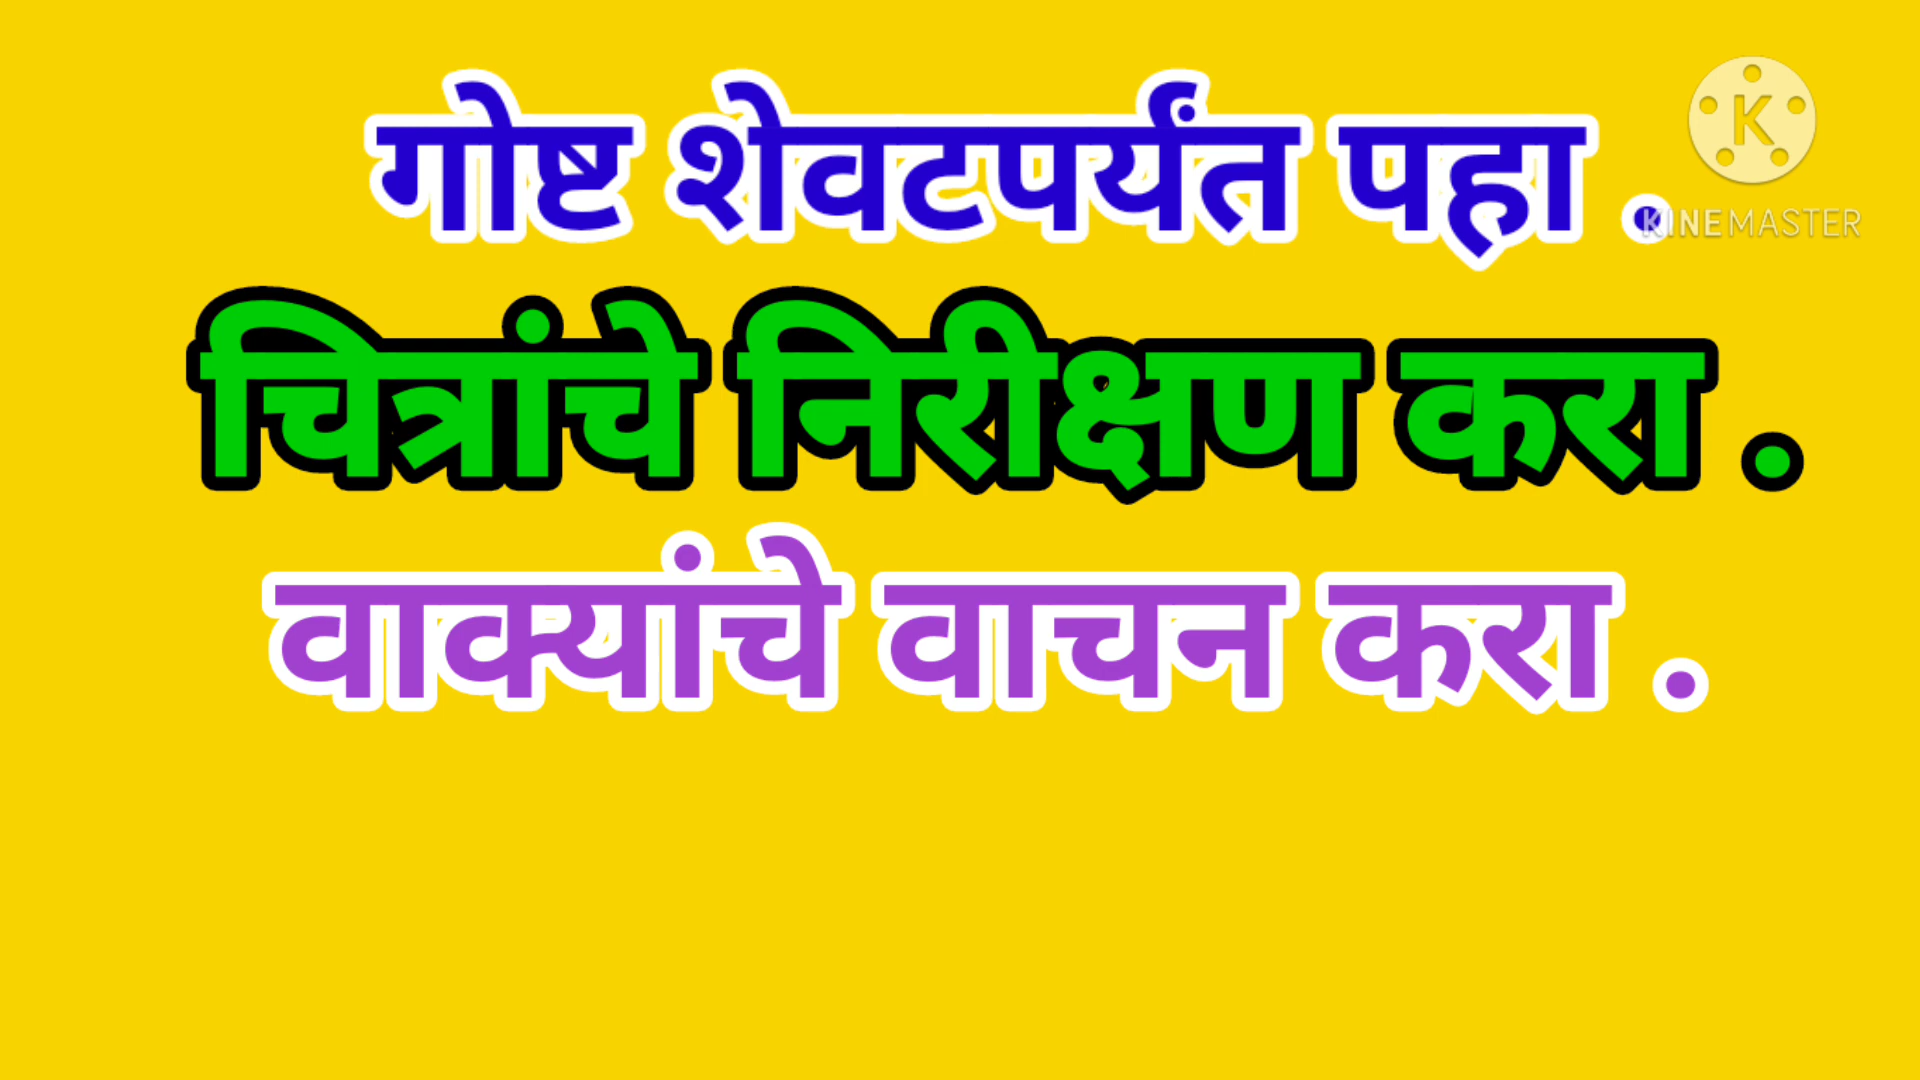 गोष्ट शेवटपर्यंत पहा .
K
KINEMASTER
चित्रांचे निरीक्षण करा .
वाक्यांचे वाचन करा .